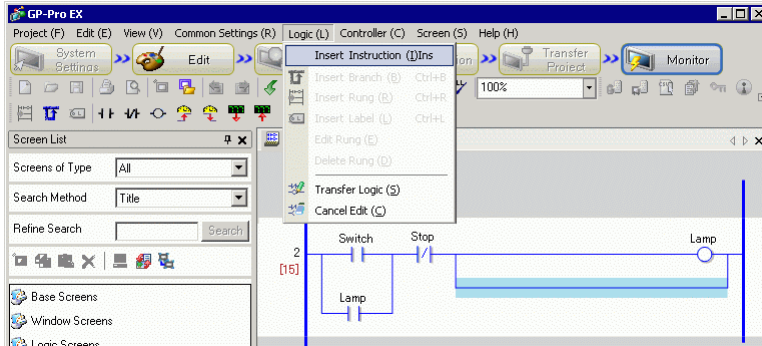 GP-Pro EX
Project (F) Edit (E) View (V) Common Settings (R) Logic (L) Controller (C) Screen (S) Help (H)
System Settings
Edit
Transfer Project
Monitor
Insert Instruction (I)Ins
Insert Branch (B) Ctrl+B
Insert Rung (R) Ctrl+R
Insert Label (L) Ctrl+L
Edit Rung (E)
Delete Rung (D)
Transfer Logic (S)
Cancel Edit (C)
100%
Screen List
Screens of Type All
Search Method Title
Refine Search Search
Base Screens
Window Screens
Logic Screens
Switch Stop Lamp
2
[15]
Lamp